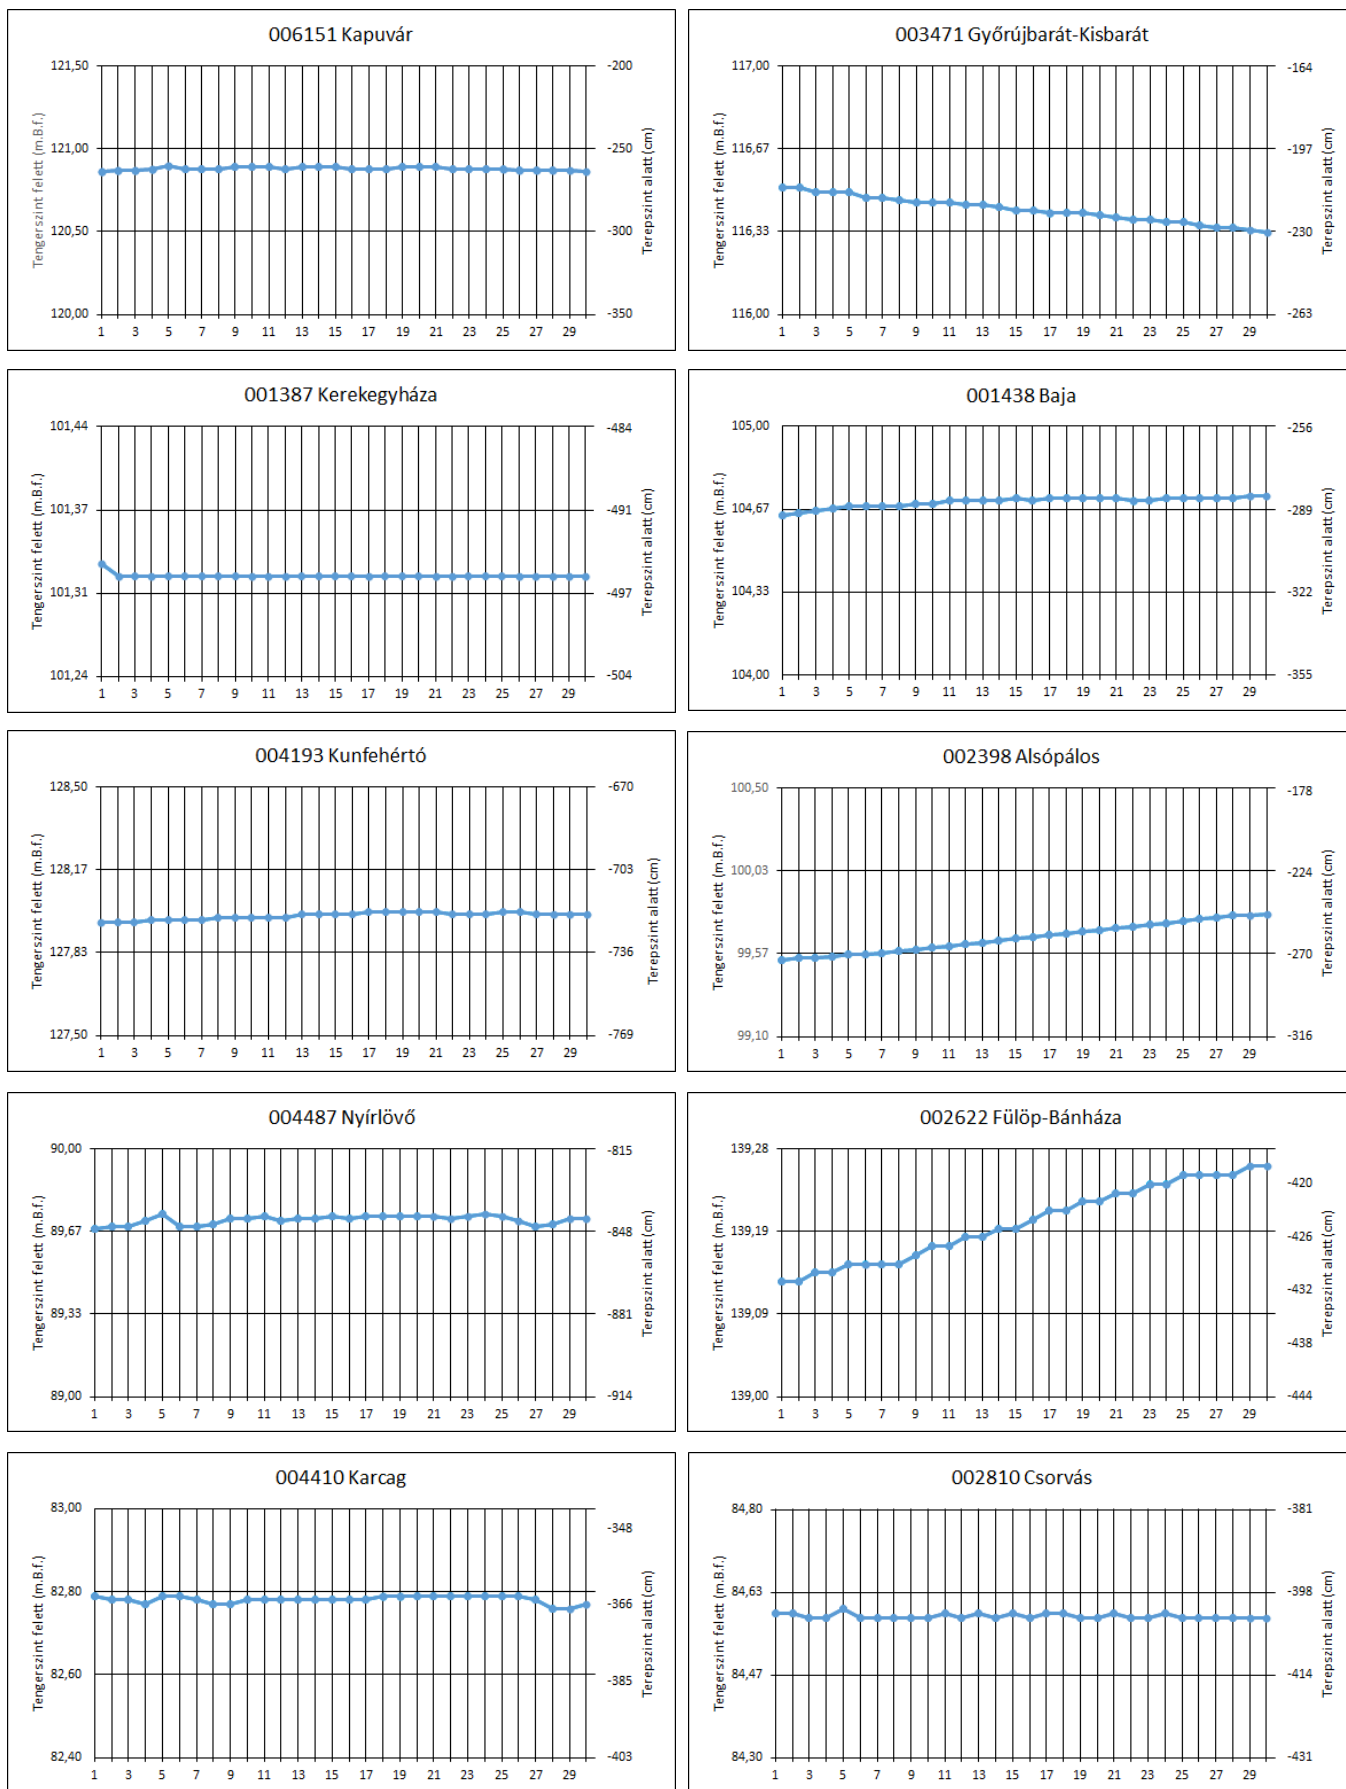 006151 Kapuvár
Tengerszint felett (m.B.f.)
121,50
121,00
120,50
120,00
-200
-250
-300
-350
Terepszint alatt (cm)
1 3 5 7 9 11 13 15 17 19 21 23 25 27 29
003471 Győrújbarát-Kisbarát
Tengerszint felett (m.B.f.)
117,00
116,67
116,33
116,00
-164
-197
-230
-263
Terepszint alatt (cm)
1 3 5 7 9 11 13 15 17 19 21 23 25 27 29
001387 Kerekegyháza
Tengerszint felett (m.B.f.)
101,44
101,37
101,31
101,24
-484
-491
-497
-504
Terepszint alatt (cm)
1 3 5 7 9 11 13 15 17 19 21 23 25 27 29
001438 Baja
Tengerszint felett (m.B.f.)
105,00
104,67
104,33
104,00
-256
-289
-322
-355
Terepszint alatt (cm)
1 3 5 7 9 11 13 15 17 19 21 23 25 27 29
004193 Kunfehértó
Tengerszint felett (m.B.f.)
128,50
128,17
127,83
127,50
-670
-703
-736
-769
Terepszint alatt (cm)
1 3 5 7 9 11 13 15 17 19 21 23 25 27 29
002398 Alsópálos
Tengerszint felett (m.B.f.)
100,50
100,03
99,57
99,10
-178
-224
-270
-316
Terepszint alatt (cm)
1 3 5 7 9 11 13 15 17 19 21 23 25 27 29
004487 Nyírlövő
Tengerszint felett (m.B.f.)
90,00
89,67
89,33
89,00
-815
-848
-881
-914
Terepszint alatt (cm)
1 3 5 7 9 11 13 15 17 19 21 23 25 27 29
002622 Fülöp-Bánháza
Tengerszint felett (m.B.f.)
139,28
139,19
139,09
139,00
-420
-426
-432
-438
-444
Terepszint alatt (cm)
1 3 5 7 9 11 13 15 17 19 21 23 25 27 29
004410 Karcag
Tengerszint felett (m.B.f.)
83,00
82,80
82,60
82,40
-348
-366
-385
-403
Terepszint alatt (cm)
1 3 5 7 9 11 13 15 17 19 21 23 25 27 29
002810 Csorvás
Tengerszint felett (m.B.f.)
84,80
84,63
84,47
84,30
-381
-398
-414
-431
Terepszint alatt (cm)
1 3 5 7 9 11 13 15 17 19 21 23 25 27 29